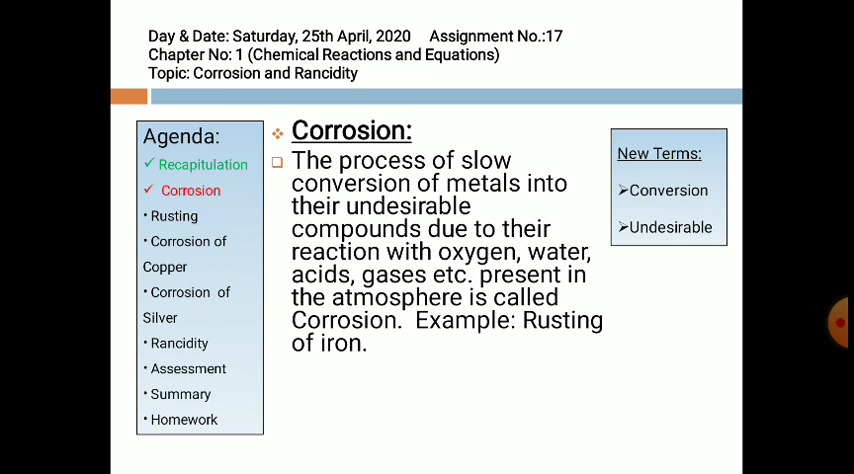 Day & Date: Saturday, 25th April, 2020 Assignment No.:17
Chapter No: 1 (Chemical Reactions and Equations)
Topic: Corrosion and Rancidity
Agenda:
✓ Recapitulation
✓ Corrosion
• Rusting
• Corrosion of
Copper
• Corrosion of
Silver
• Rancidity
• Assessment
• Summary
• Homework
❖ Corrosion:
❑ The process of slow
conversion of metals into
their undesirable
compounds due to their
reaction with oxygen, water,
acids, gases etc. present in
the atmosphere is called
Corrosion. Example: Rusting
of iron.
New Terms:
➢Conversion
➢Undesirable